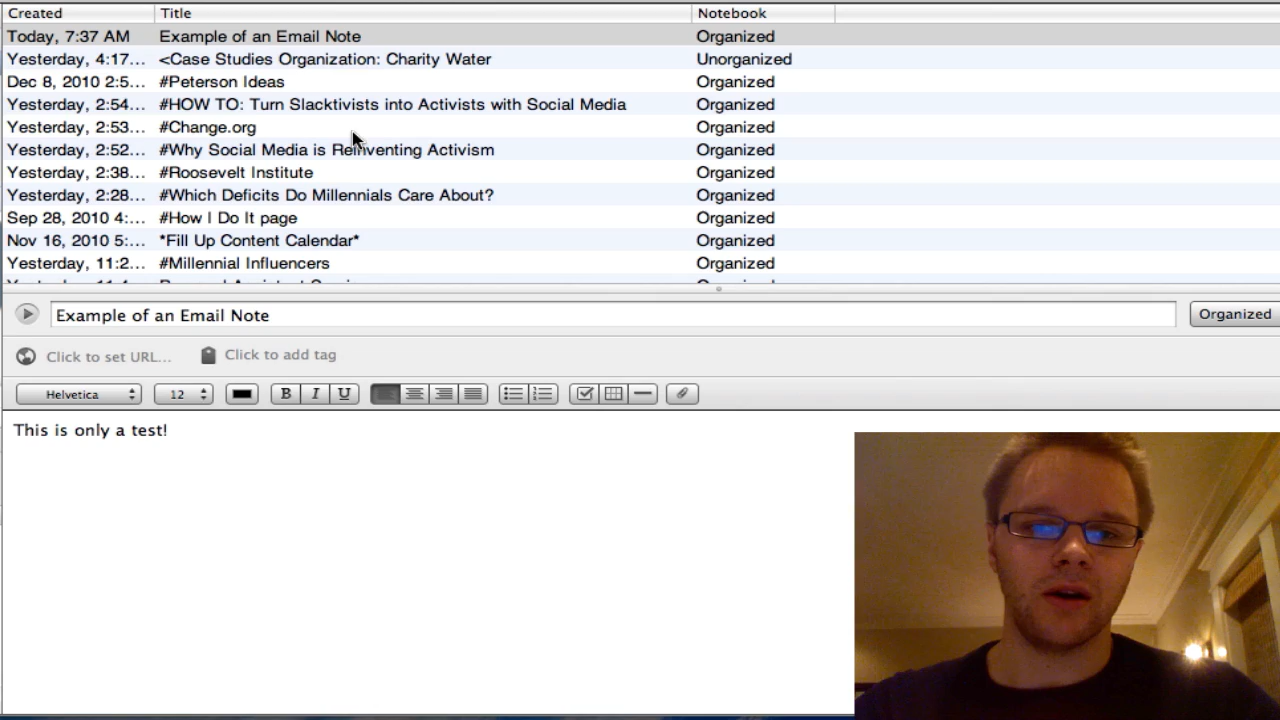 Created Title Notebook
Today, 7:37 AM Example of an Email Note Organized
Yesterday, 4:17... <Case Studies Organization: Charity Water Unorganized
Dec 8, 2010 2:5... #Peterson Ideas Organized
Yesterday, 2:54... #HOW TO: Turn Slacktivists into Activists with Social Media Organized
Yesterday, 2:53... #Change.org Organized
Yesterday, 2:52... #Why Social Media is Reinventing Activism Organized
Yesterday, 2:38... #Roosevelt Institute Organized
Yesterday, 2:28... #Which Deficits Do Millennials Care About? Organized
Sep 28, 2010 4:... #How I Do It page Organized
Nov 16, 2010 5:... *Fill Up Content Calendar* Organized
Yesterday, 11:2... #Millennial Influencers Organized
Example of an Email Note Organized
Click to set URL... Click to add tag
Helvetica 12 B I U
This is only a test!